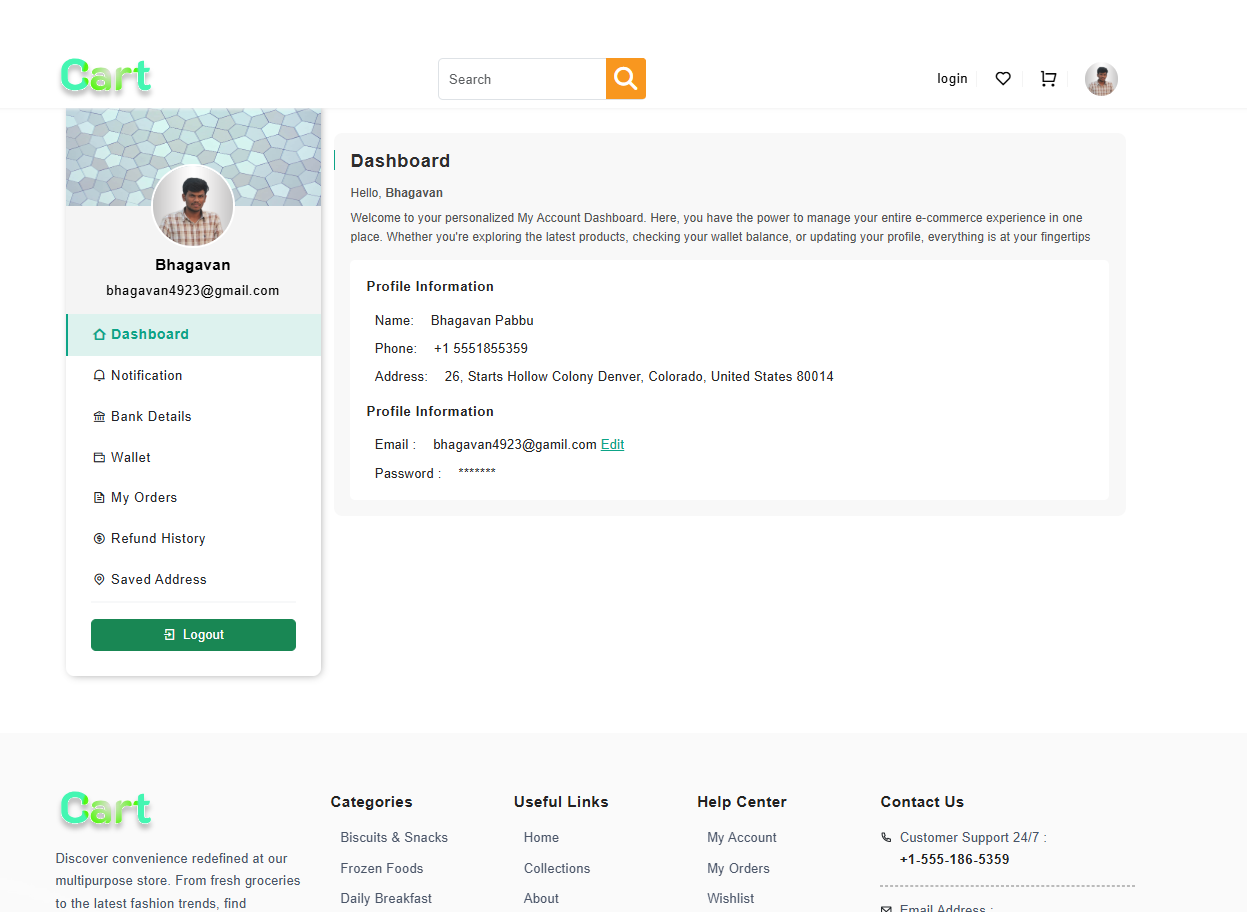 Cart
Search
login
Bhagavan
bhagavan4923@gmail.com
Dashboard
Notification
Bank Details
Wallet
My Orders
Refund History
Saved Address
Logout
Dashboard
Hello, Bhagavan
Welcome to your personalized My Account Dashboard. Here, you have the power to manage your entire e-commerce experience in one
place. Whether you're exploring the latest products, checking your wallet balance, or updating your profile, everything is at your fingertips
Profile Information
Name: Bhagavan Pabbu
Phone: +1 5551855359
Address: 26, Starts Hollow Colony Denver, Colorado, United States 80014
Profile Information
Email : bhagavan4923@gamil.com Edit
Password : *******
Cart
Discover convenience redefined at our
multipurpose store. From fresh groceries
to the latest fashion trends, find
Categories
Biscuits & Snacks
Frozen Foods
Daily Breakfast
Useful Links
Home
Collections
About
Help Center
My Account
My Orders
Wishlist
Contact Us
Customer Support 24/7 :
+1-555-186-5359
Email Address :